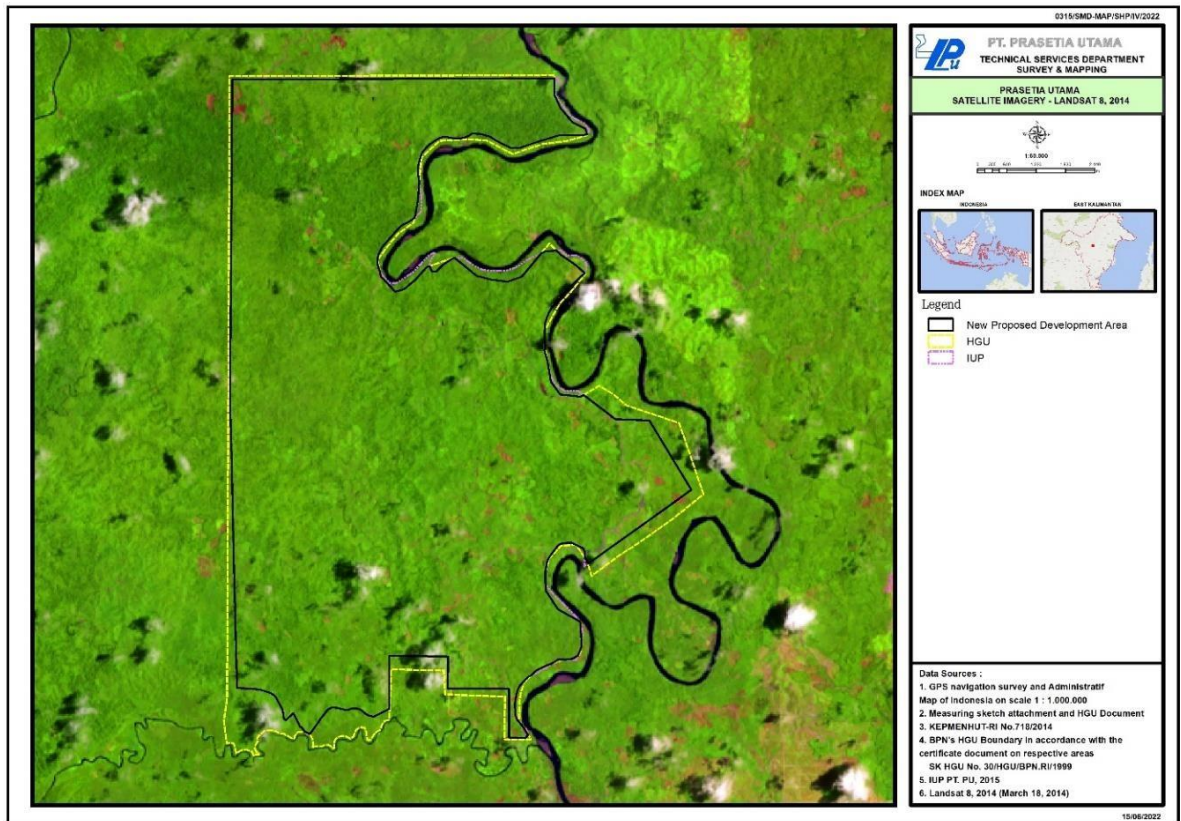 0315/SMD-MAP/SHP/IV/2022
PT. PRASETIA UTAMA
TECHNICAL SERVICES DEPARTMENT
SURVEY & MAPPING
PRASETIA UTAMA
SATELLITE IMAGERY - LANDSAT 8, 2014
INDEX MAP
INDONESIA
EAST KALIMANTAN
Legend
New Proposed Development Area
HGU
IUP
Data Sources :
1. GPS navigation survey and Administratif
Map of Indonesia on scale 1 : 1.000.000
2. Measuring sketch attachment and HGU Document
3. KEPMENHUT-RI No.718/2014
4. BPN's HGU Boundary in accordance with the
certificate document on respective areas
SK HGU No. 30/HGU/BPN.RI/1999
5. IUP PT. PU, 2015
6. Landsat 8, 2014 (March 18, 2014)
15/06/2022